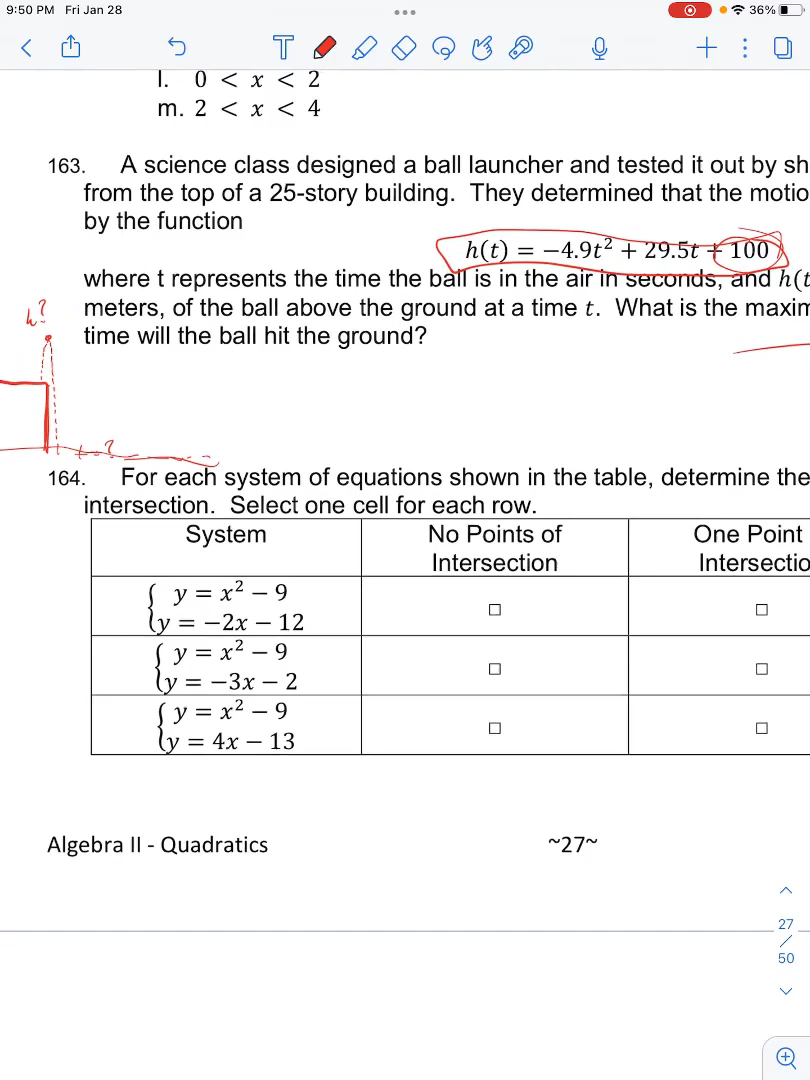 9:50 PM Fri Jan 28
36%
l. 0 < x < 2
m. 2 < x < 4
163. A science class designed a ball launcher and tested it out by sh
from the top of a 25-story building. They determined that the motio
by the function
h(t) = −4.9t² + 29.5t + 100
where t represents the time the ball is in the air in seconds, and h(t
meters, of the ball above the ground at a time t. What is the maxim
time will the ball hit the ground?
h?
t=?
164. For each system of equations shown in the table, determine the
intersection. Select one cell for each row.
System No Points of Intersection One Point Intersectio
y = x² − 9
y = −2x − 12
y = x² − 9
y = −3x − 2
y = x² − 9
y = 4x − 13
Algebra II - Quadratics ~27~
27
/
50